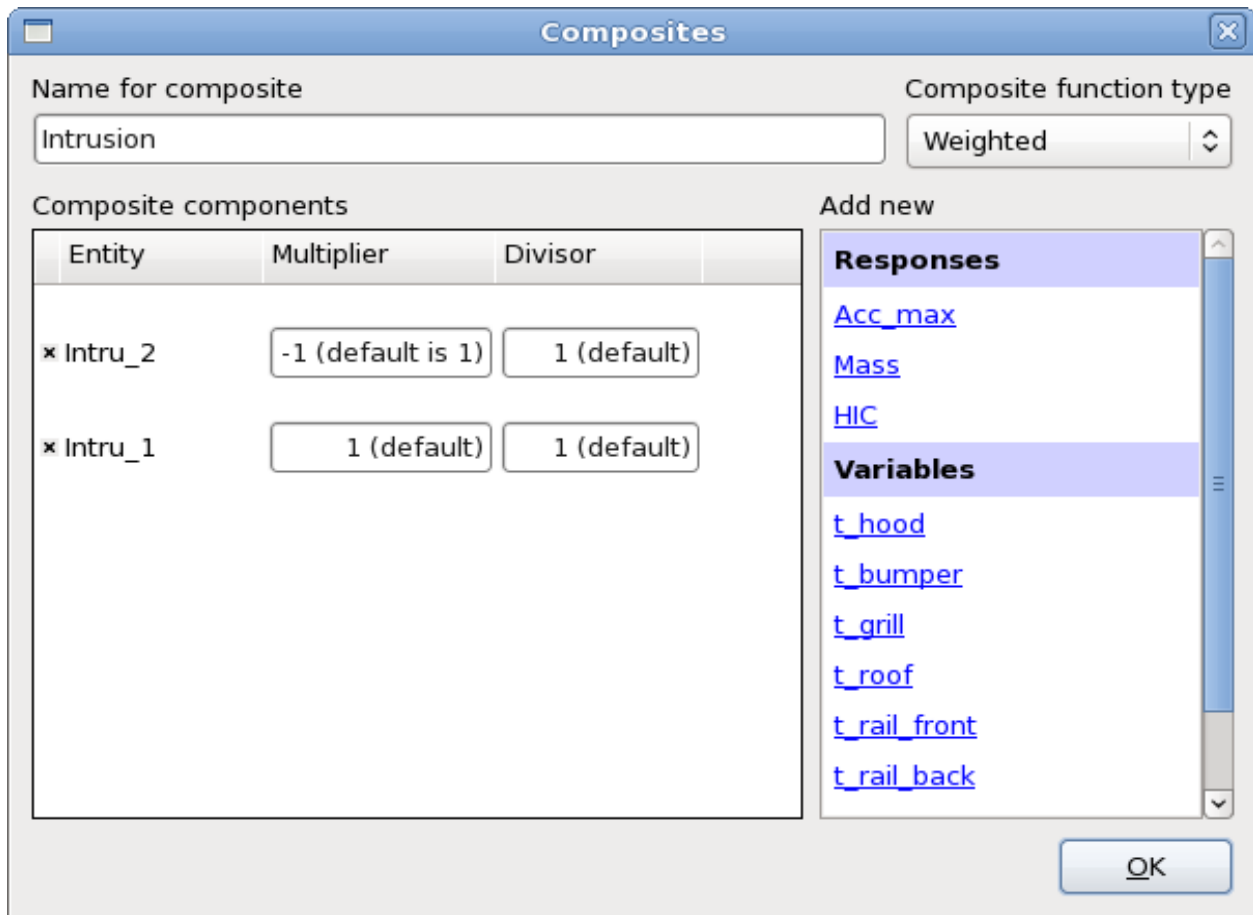 Composites
Name for composite
Composite function type
Intrusion
Weighted
Composite components
Add new
Entity Multiplier Divisor
Intru_2 -1 (default is 1) 1 (default)
Intru_1 1 (default) 1 (default)
Responses
Acc_max
Mass
HIC
Variables
t_hood
t_bumper
t_grill
t_roof
t_rail_front
t_rail_back
OK